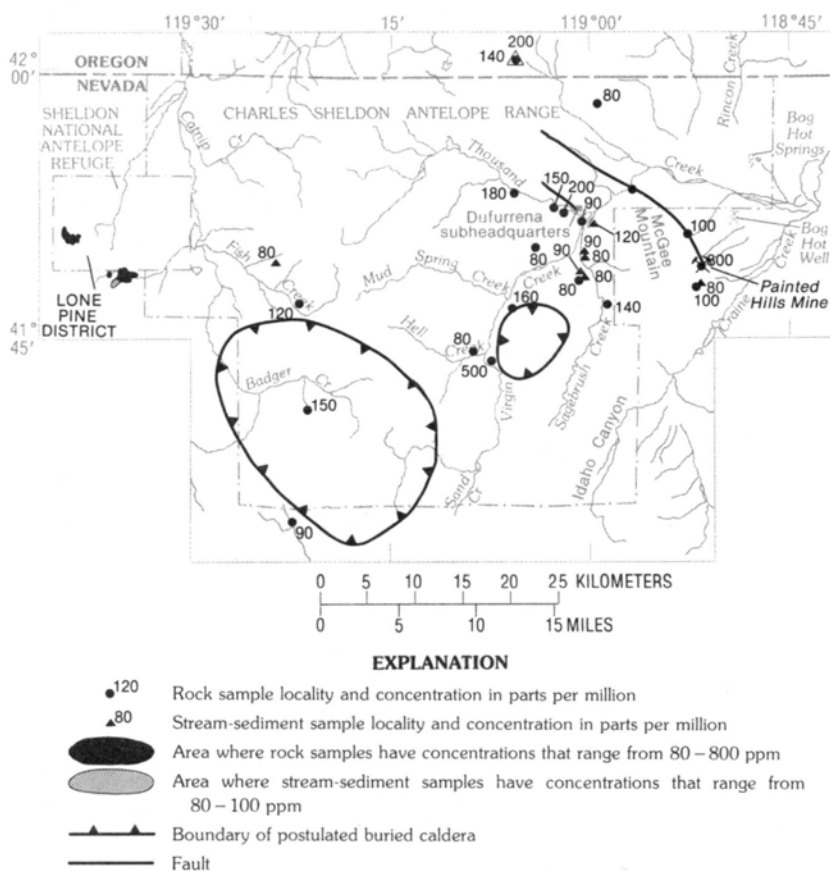 119°30'
15'
119°00'
118°45'
42°
00'
OREGON
NEVADA
200
140
80
Rincon Creek
SHELDON
NATIONAL
ANTELOPE
REFUGE
CHARLES SHELDON ANTELOPE RANGE
Catnip
Cr
Cr
Bog
Hot
Springs
Thousand
Creek
180
150
200
90
100
Dufurrena
subheadquarters
McGee
Mountain
120
Bog
Hot
Well
Fish
Creek
80
80
90
90
80
80
80
800
80
100
Painted
Hills Mine
Mud
Spring
Creek
Creek
LONE
PINE
DISTRICT
120
160
140
Craine
Creek
41°
45'
Hell
Creek
80
500
Virgin
Sagebrush
Creek
Badger
Cr
150
Idaho Canyon
Sand
Cr
90
0 5 10 15 20 25 KILOMETERS
0 5 10 15 MILES
EXPLANATION
120 Rock sample locality and concentration in parts per million
80 Stream-sediment sample locality and concentration in parts per million
Area where rock samples have concentrations that range from 80–800 ppm
Area where stream-sediment samples have concentrations that range from
80–100 ppm
Boundary of postulated buried caldera
Fault